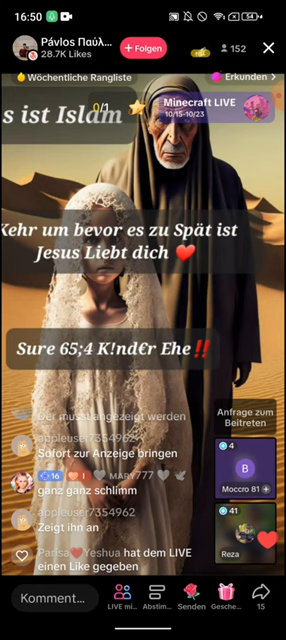 16:50
54
Pávlos Παύλ...
28.7K Likes
+ Folgen
152
Wöchentliche Rangliste
Erkunden >
s ist Islam
0/1
Minecraft LIVE
10/15-10/23
Kehr um bevor es zu Spät ist
Jesus Liebt dich ❤️
Sure 65;4 K!nd€r Ehe‼️
Der muss angezeigt werden
appleuser7354962
Sofort zur Anzeige bringen
16 1 MARY777
ganz ganz schlimm
appleuser7354962
Zeigt ihn an
Parisa❤️Yeshua hat dem LIVE
einen Like gegeben
Anfrage zum
Beitreten
4
B
Moccro 81 +
41
Reza
Komment...
LIVE mi...
Abstim...
Senden
Gesche...
15